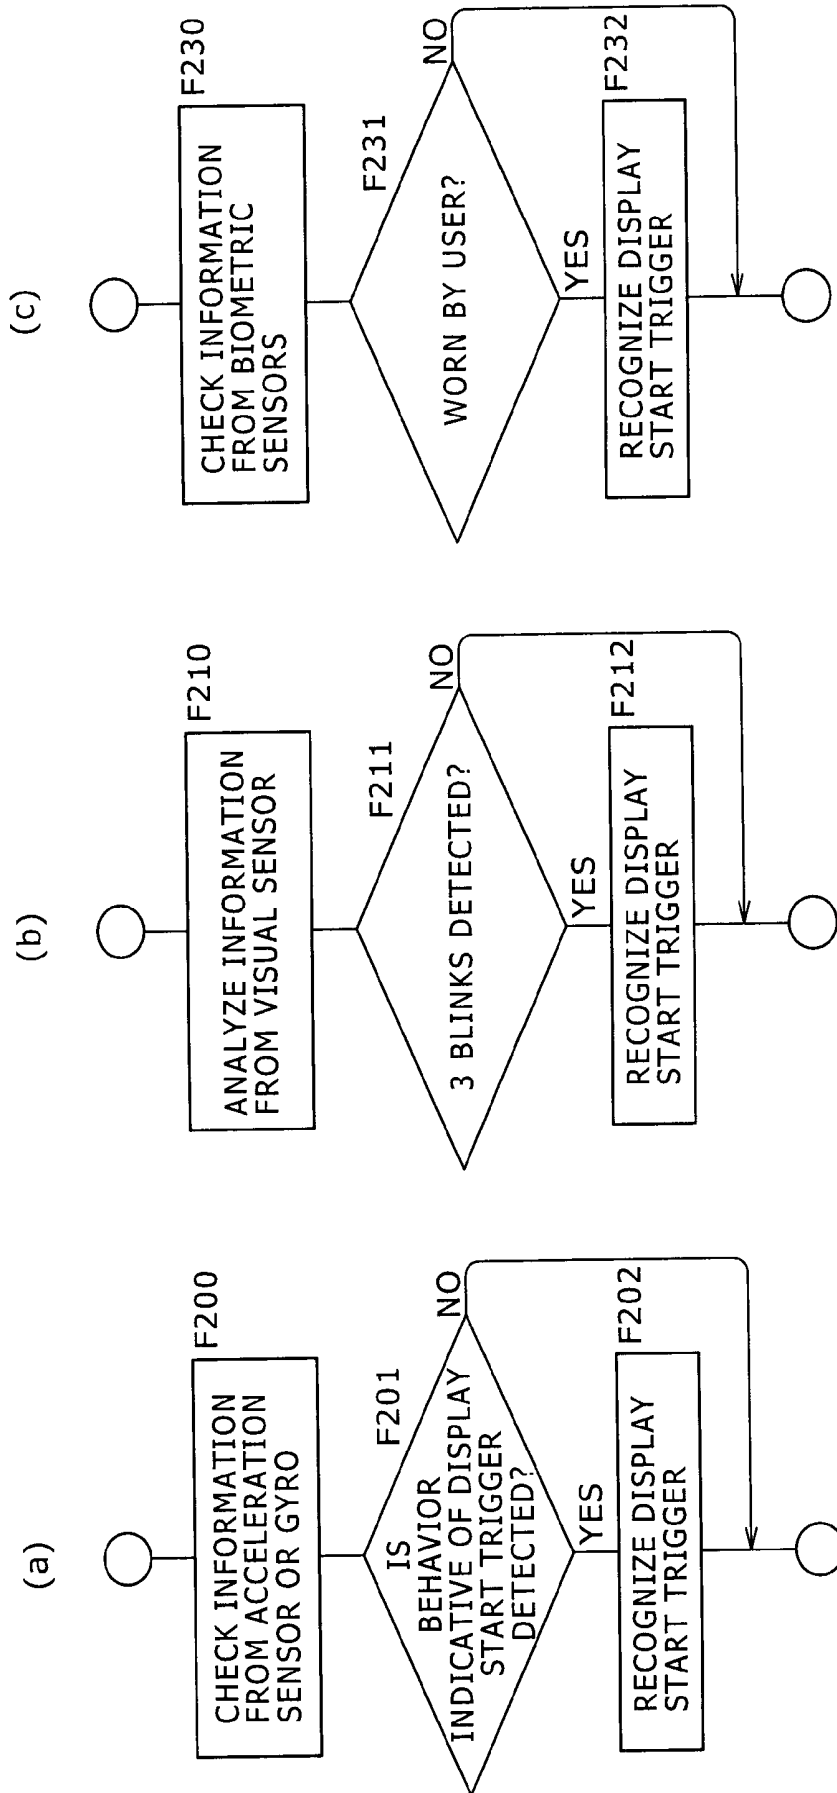 (a)
CHECK INFORMATION
FROM ACCELERATION
SENSOR OR GYRO
F200
IS
BEHAVIOR
INDICATIVE OF DISPLAY
START TRIGGER
DETECTED?
F201
NO
YES
RECOGNIZE DISPLAY
START TRIGGER
F202
(b)
ANALYZE INFORMATION
FROM VISUAL SENSOR
F210
3 BLINKS DETECTED?
F211
NO
YES
RECOGNIZE DISPLAY
START TRIGGER
F212
(c)
CHECK INFORMATION
FROM BIOMETRIC
SENSORS
F230
WORN BY USER?
F231
NO
YES
RECOGNIZE DISPLAY
START TRIGGER
F232